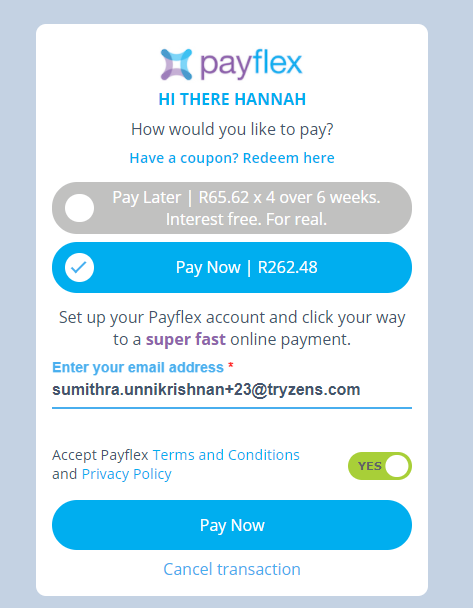 payflex
HI THERE HANNAH
How would you like to pay?
Have a coupon? Redeem here
Pay Later | R65.62 x 4 over 6 weeks.
Interest free. For real.
Pay Now | R262.48
Set up your Payflex account and click your way
to a super fast online payment.
Enter your email address *
sumithra.unnikrishnan+23@tryzens.com
Accept Payflex Terms and Conditions
and Privacy Policy
YES
Pay Now
Cancel transaction